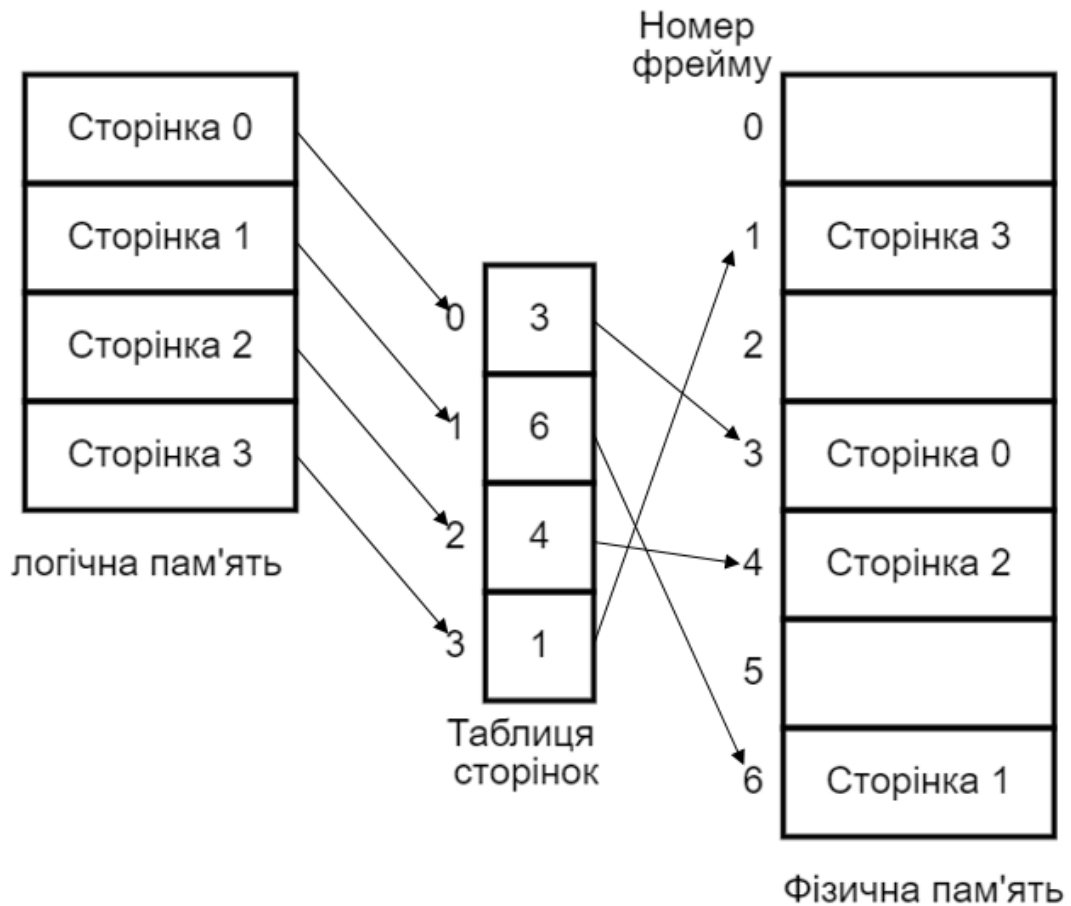 Сторінка 0
Сторінка 1
Сторінка 2
Сторінка 3
логічна пам'ять
0
3
1
6
2
4
3
1
Таблиця
сторінок
Номер
фрейму
0
1
Сторінка 3
2
3
Сторінка 0
4
Сторінка 2
5
6
Сторінка 1
Фізична пам'ять